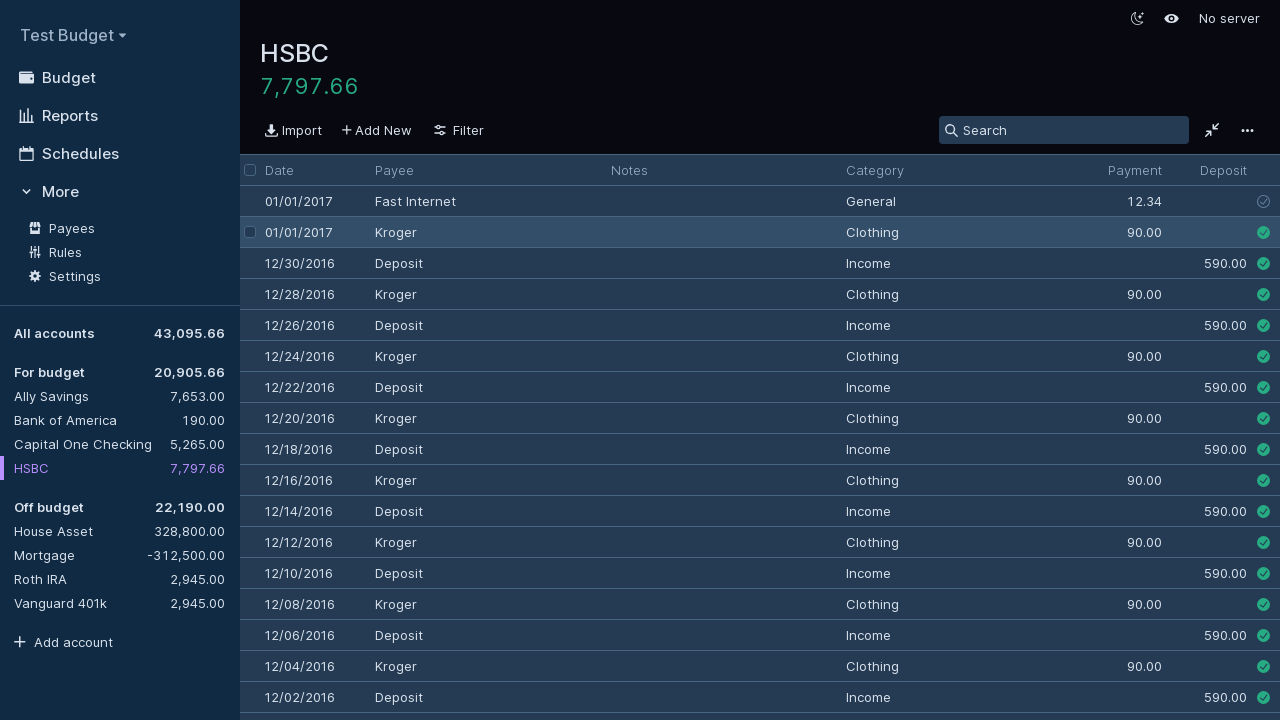 Test Budget
Budget
Reports
Schedules
More
Payees
Rules
Settings
All accounts 43,095.66
For budget 20,905.66
Ally Savings 7,653.00
Bank of America 190.00
Capital One Checking 5,265.00
HSBC 7,797.66
Off budget 22,190.00
House Asset 328,800.00
Mortgage -312,500.00
Roth IRA 2,945.00
Vanguard 401k 2,945.00
Add account
No server
HSBC
7,797.66
Import Add New Filter Search
Date Payee Notes Category Payment Deposit
01/01/2017 Fast Internet General 12.34
01/01/2017 Kroger Clothing 90.00
12/30/2016 Deposit Income 590.00
12/28/2016 Kroger Clothing 90.00
12/26/2016 Deposit Income 590.00
12/24/2016 Kroger Clothing 90.00
12/22/2016 Deposit Income 590.00
12/20/2016 Kroger Clothing 90.00
12/18/2016 Deposit Income 590.00
12/16/2016 Kroger Clothing 90.00
12/14/2016 Deposit Income 590.00
12/12/2016 Kroger Clothing 90.00
12/10/2016 Deposit Income 590.00
12/08/2016 Kroger Clothing 90.00
12/06/2016 Deposit Income 590.00
12/04/2016 Kroger Clothing 90.00
12/02/2016 Deposit Income 590.00